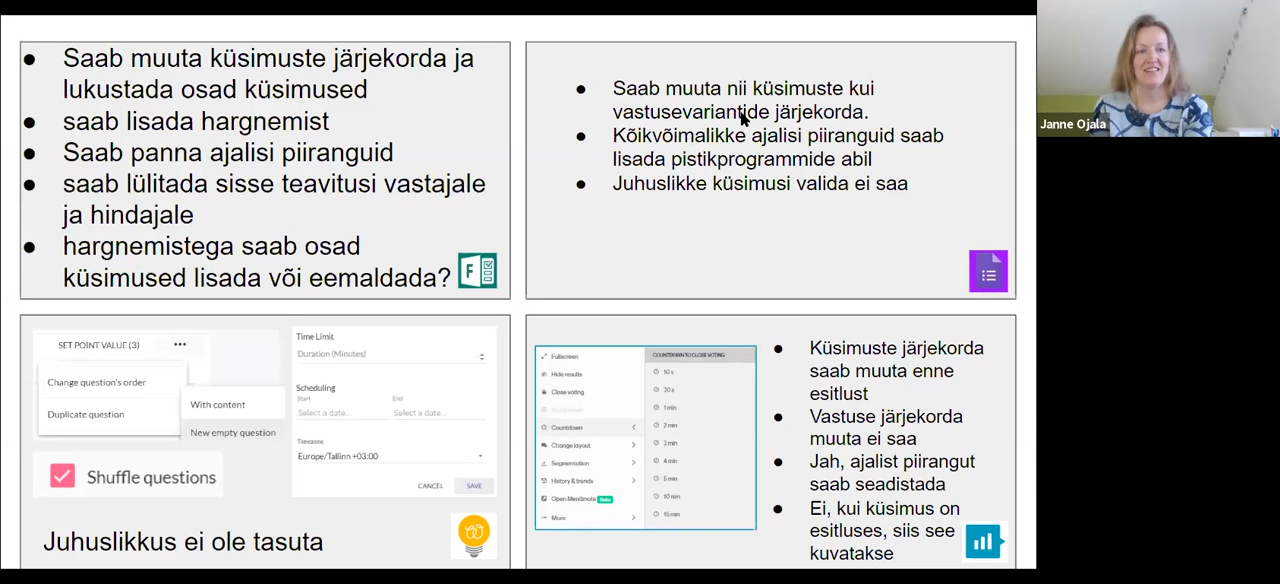 Saab muuta küsimuste järjekorda ja
lukustada osad küsimused
saab lisada hargnemist
Saab panna ajalisi piiranguid
saab lülitada sisse teavitusi vastajale
ja hindajale
hargnemistega saab osad
küsimused lisada või eemaldada?
F
Saab muuta nii küsimuste kui
vastusevariantide järjekorda.
Kõikvõimalikke ajalisi piiranguid saab
lisada pistikprogrammide abil
Juhuslikke küsimusi valida ei saa
Janne Ojala
SET POINT VALUE (3)
Change question's order
Duplicate question
With content
New empty question
Shuffle questions
Time Limit
Duration (Minutes)
Scheduling
Start End
Select a date... Select a date...
Timezone
Europe/Tallinn +03:00
CANCEL SAVE
Juhuslikkus ei ole tasuta
Fullscreen
Hide results
Close voting
Countdown
Change layout
Segmentation
History & trends
Open Mentimote Beta
More
COUNTDOWN TO CLOSE VOTING
10 s
30 s
1 min
2 min
3 min
4 min
5 min
10 min
15 min
Küsimuste järjekorda
saab muuta enne
esitlust
Vastuse järjekorda
muuta ei saa
Jah, ajalist piirangut
saab seadistada
Ei, kui küsimus on
esitluses, siis see
kuvatakse